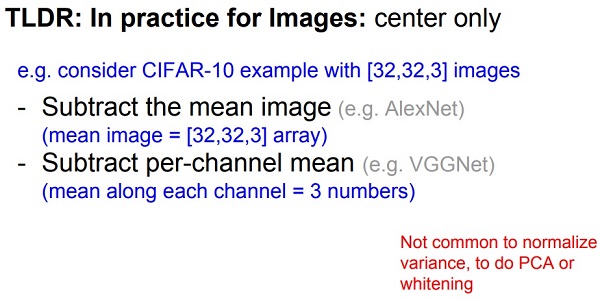 TLDR: In practice for Images: center only
e.g. consider CIFAR-10 example with [32,32,3] images
- Subtract the mean image (e.g. AlexNet)
(mean image = [32,32,3] array)
- Subtract per-channel mean (e.g. VGGNet)
(mean along each channel = 3 numbers)
Not common to normalize
variance, to do PCA or
whitening